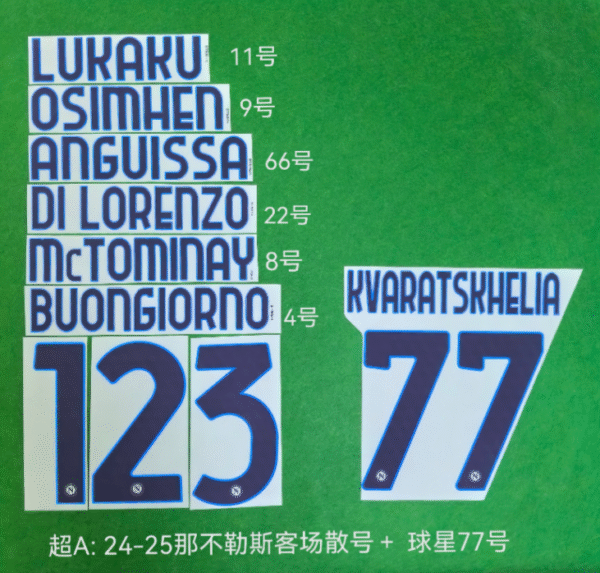 LUKAKU 11号
OSIMHEN 9号
ANGUISSA 66号
DI LORENZO 22号
McTOMINAY 8号
BUONGIORNO 4号
KVARATSKHELIA
123
77
超A: 24-25那不勒斯客场散号+ 球星77号